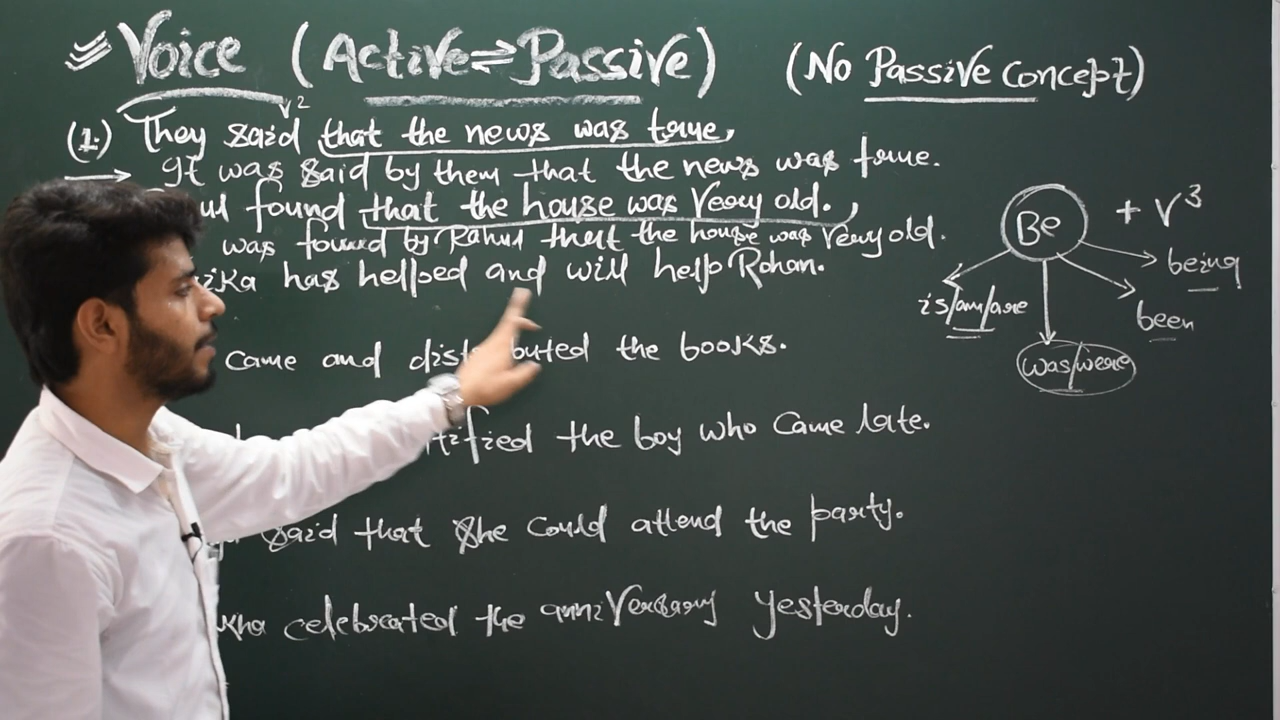 Voice (Active⇌Passive) (No Passive Concept)
V²
(1.) They said that the news was true,
→ It was said by them that the news was true.
found that the house was Very old.,
was found by Rahul that the house was Very old.
has helped and will help Rohan.
came and distributed the books.
the boy who came late.
said that She could attend the party.
celebrated the anniversary yesterday.
Be + V³
being
is/am/are
been
was/were